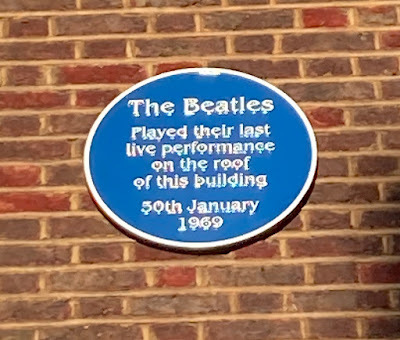 The Beatles
Played their last
live performance
on the roof
of this building
30th January
1969